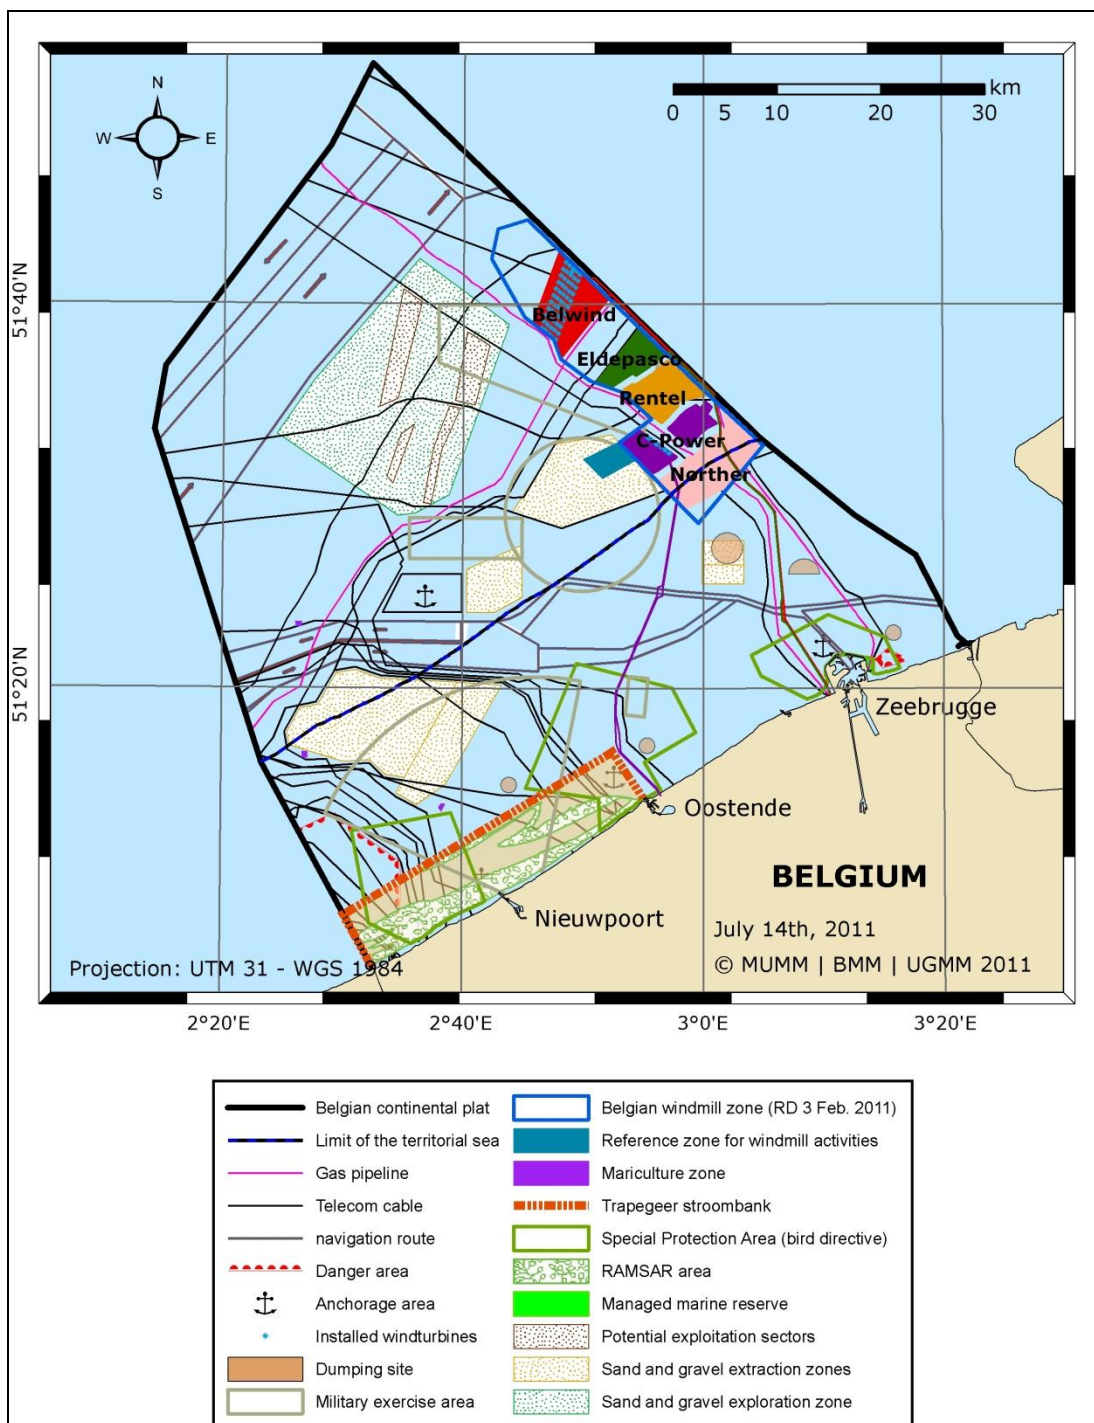 N
W E
S
km
0 5 10 20 30
51°40'N
51°20'N
Belwind
Eldepasco
Rentel
C-Power
Norther
Zeebrugge
Oostende
BELGIUM
Nieuwpoort
July 14th, 2011
Projection: UTM 31 - WGS 1984
© MUMM | BMM | UGMM 2011
2°20'E 2°40'E 3°0'E 3°20'E
Belgian continental plat
Limit of the territorial sea
Gas pipeline
Telecom cable
navigation route
Danger area
Anchorage area
Installed windturbines
Dumping site
Military exercise area
Belgian windmill zone (RD 3 Feb. 2011)
Reference zone for windmill activities
Mariculture zone
Trapegeer stroombank
Special Protection Area (bird directive)
RAMSAR area
Managed marine reserve
Potential exploitation sectors
Sand and gravel extraction zones
Sand and gravel exploration zone